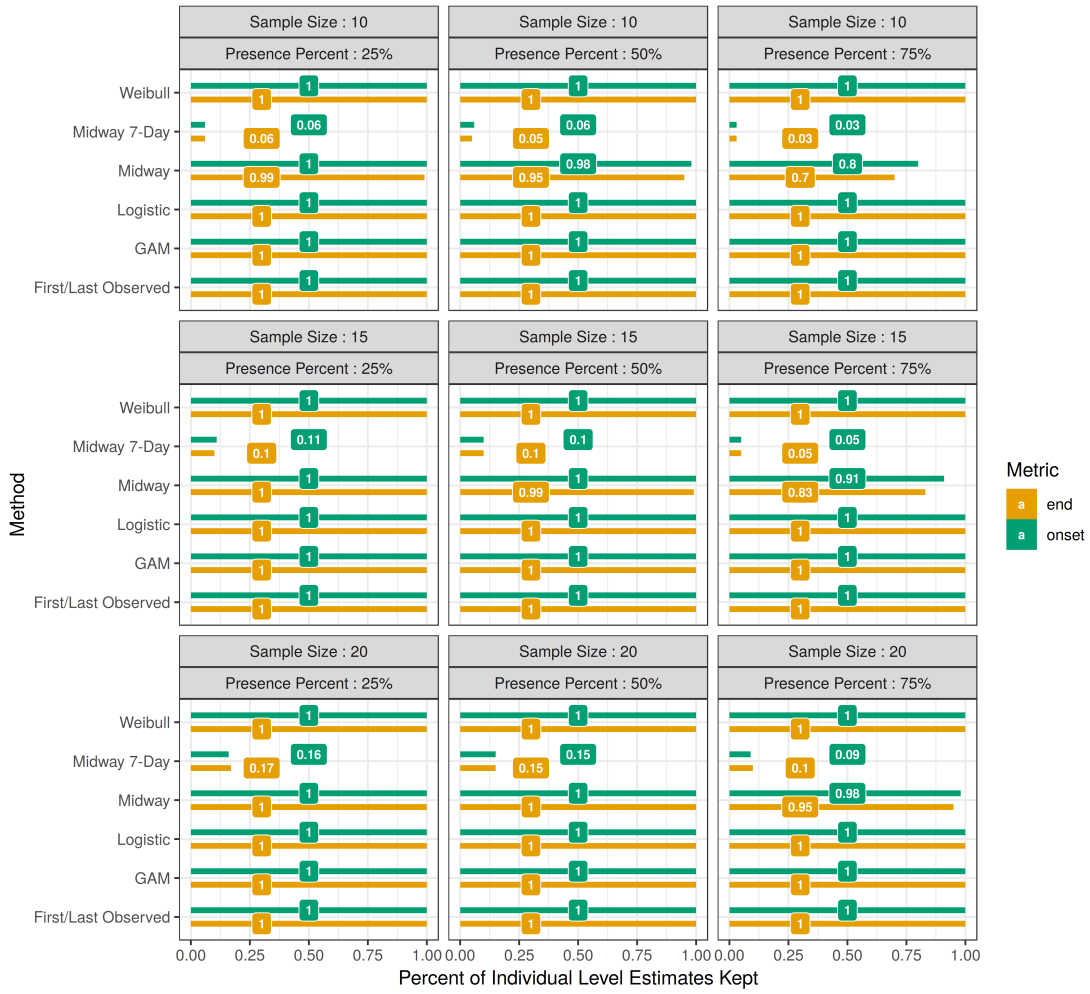 Sample Size : 10
Sample Size : 10
Sample Size : 10
Presence Percent : 25%
Presence Percent : 50%
Presence Percent : 75%
Weibull
1
1
1
1
1
1
Midway 7-Day
0.06
0.06
0.06
0.05
0.03
0.03
Midway
1
0.99
0.98
0.95
0.8
0.7
Logistic
1
1
1
1
1
1
GAM
1
1
1
1
1
1
First/Last Observed
1
1
1
1
1
1
Sample Size : 15
Sample Size : 15
Sample Size : 15
Presence Percent : 25%
Presence Percent : 50%
Presence Percent : 75%
Weibull
1
1
1
1
1
1
Midway 7-Day
0.11
0.1
0.1
0.1
0.05
0.05
Midway
1
1
1
0.99
0.91
0.83
Logistic
1
1
1
1
1
1
GAM
1
1
1
1
1
1
First/Last Observed
1
1
1
1
1
1
Sample Size : 20
Sample Size : 20
Sample Size : 20
Presence Percent : 25%
Presence Percent : 50%
Presence Percent : 75%
Weibull
1
1
1
1
1
1
Midway 7-Day
0.16
0.17
0.15
0.15
0.09
0.1
Midway
1
1
1
1
0.98
0.95
Logistic
1
1
1
1
1
1
GAM
1
1
1
1
1
1
First/Last Observed
1
1
1
1
1
1
0.00 0.25 0.50 0.75 1.00
0.00 0.25 0.50 0.75 1.00
0.00 0.25 0.50 0.75 1.00
Percent of Individual Level Estimates Kept
Method
Metric
a end
a onset